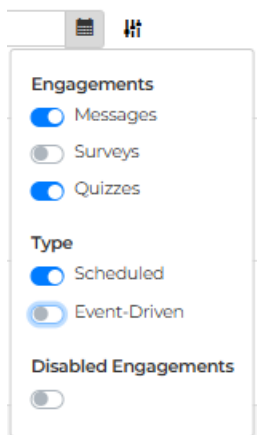 Engagements
Messages
Surveys
Quizzes
Type
Scheduled
Event-Driven
Disabled Engagements